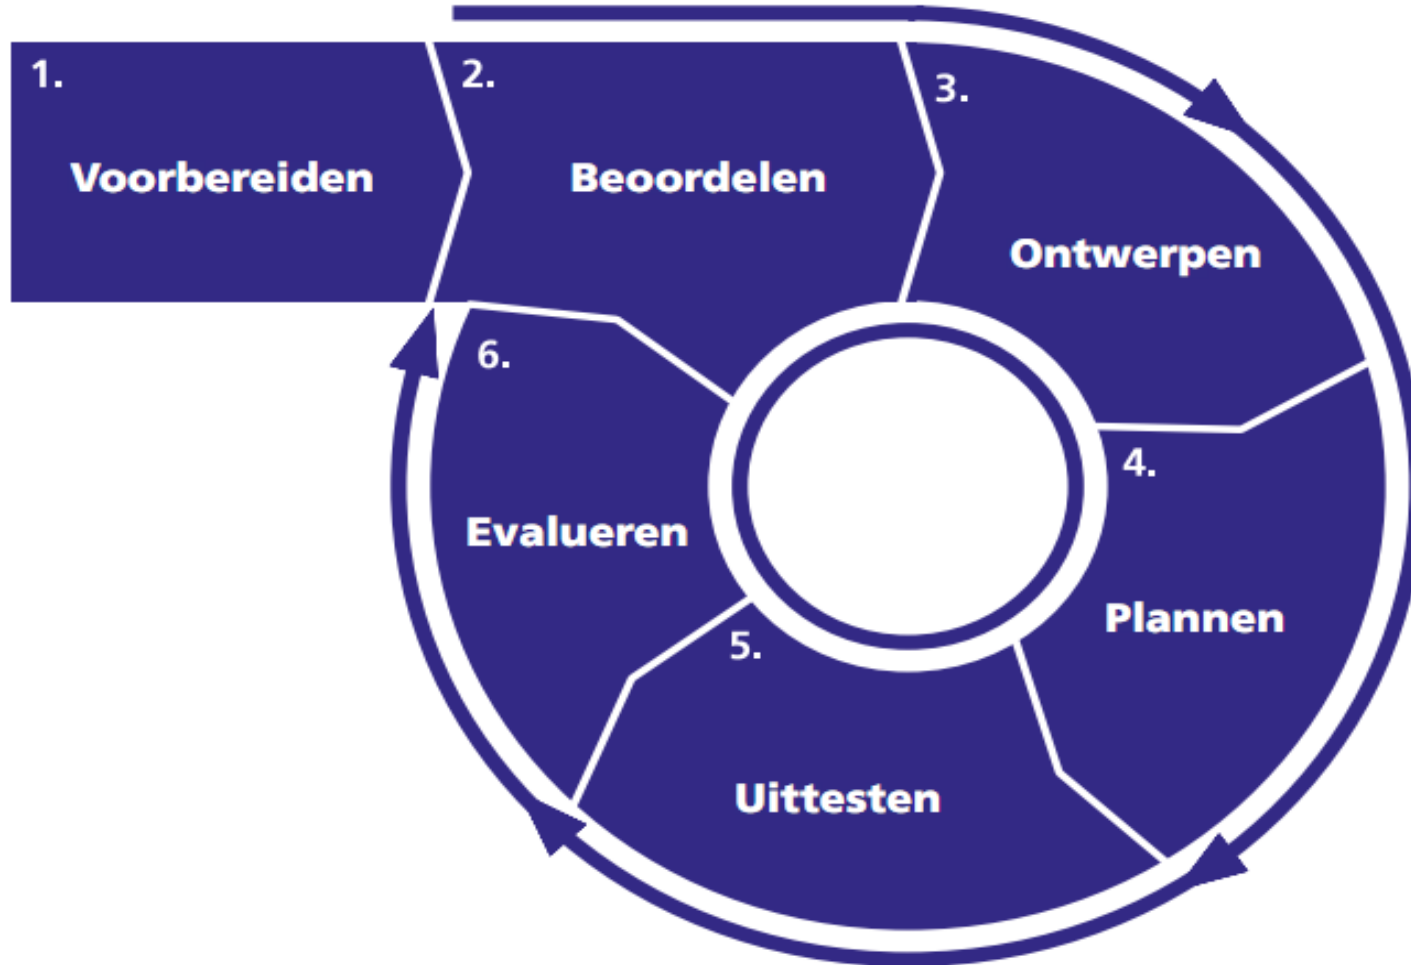 1.
Voorbereiden
2.
Beoordelen
3.
Ontwerpen
4.
Plannen
5.
Uittesten
6.
Evalueren